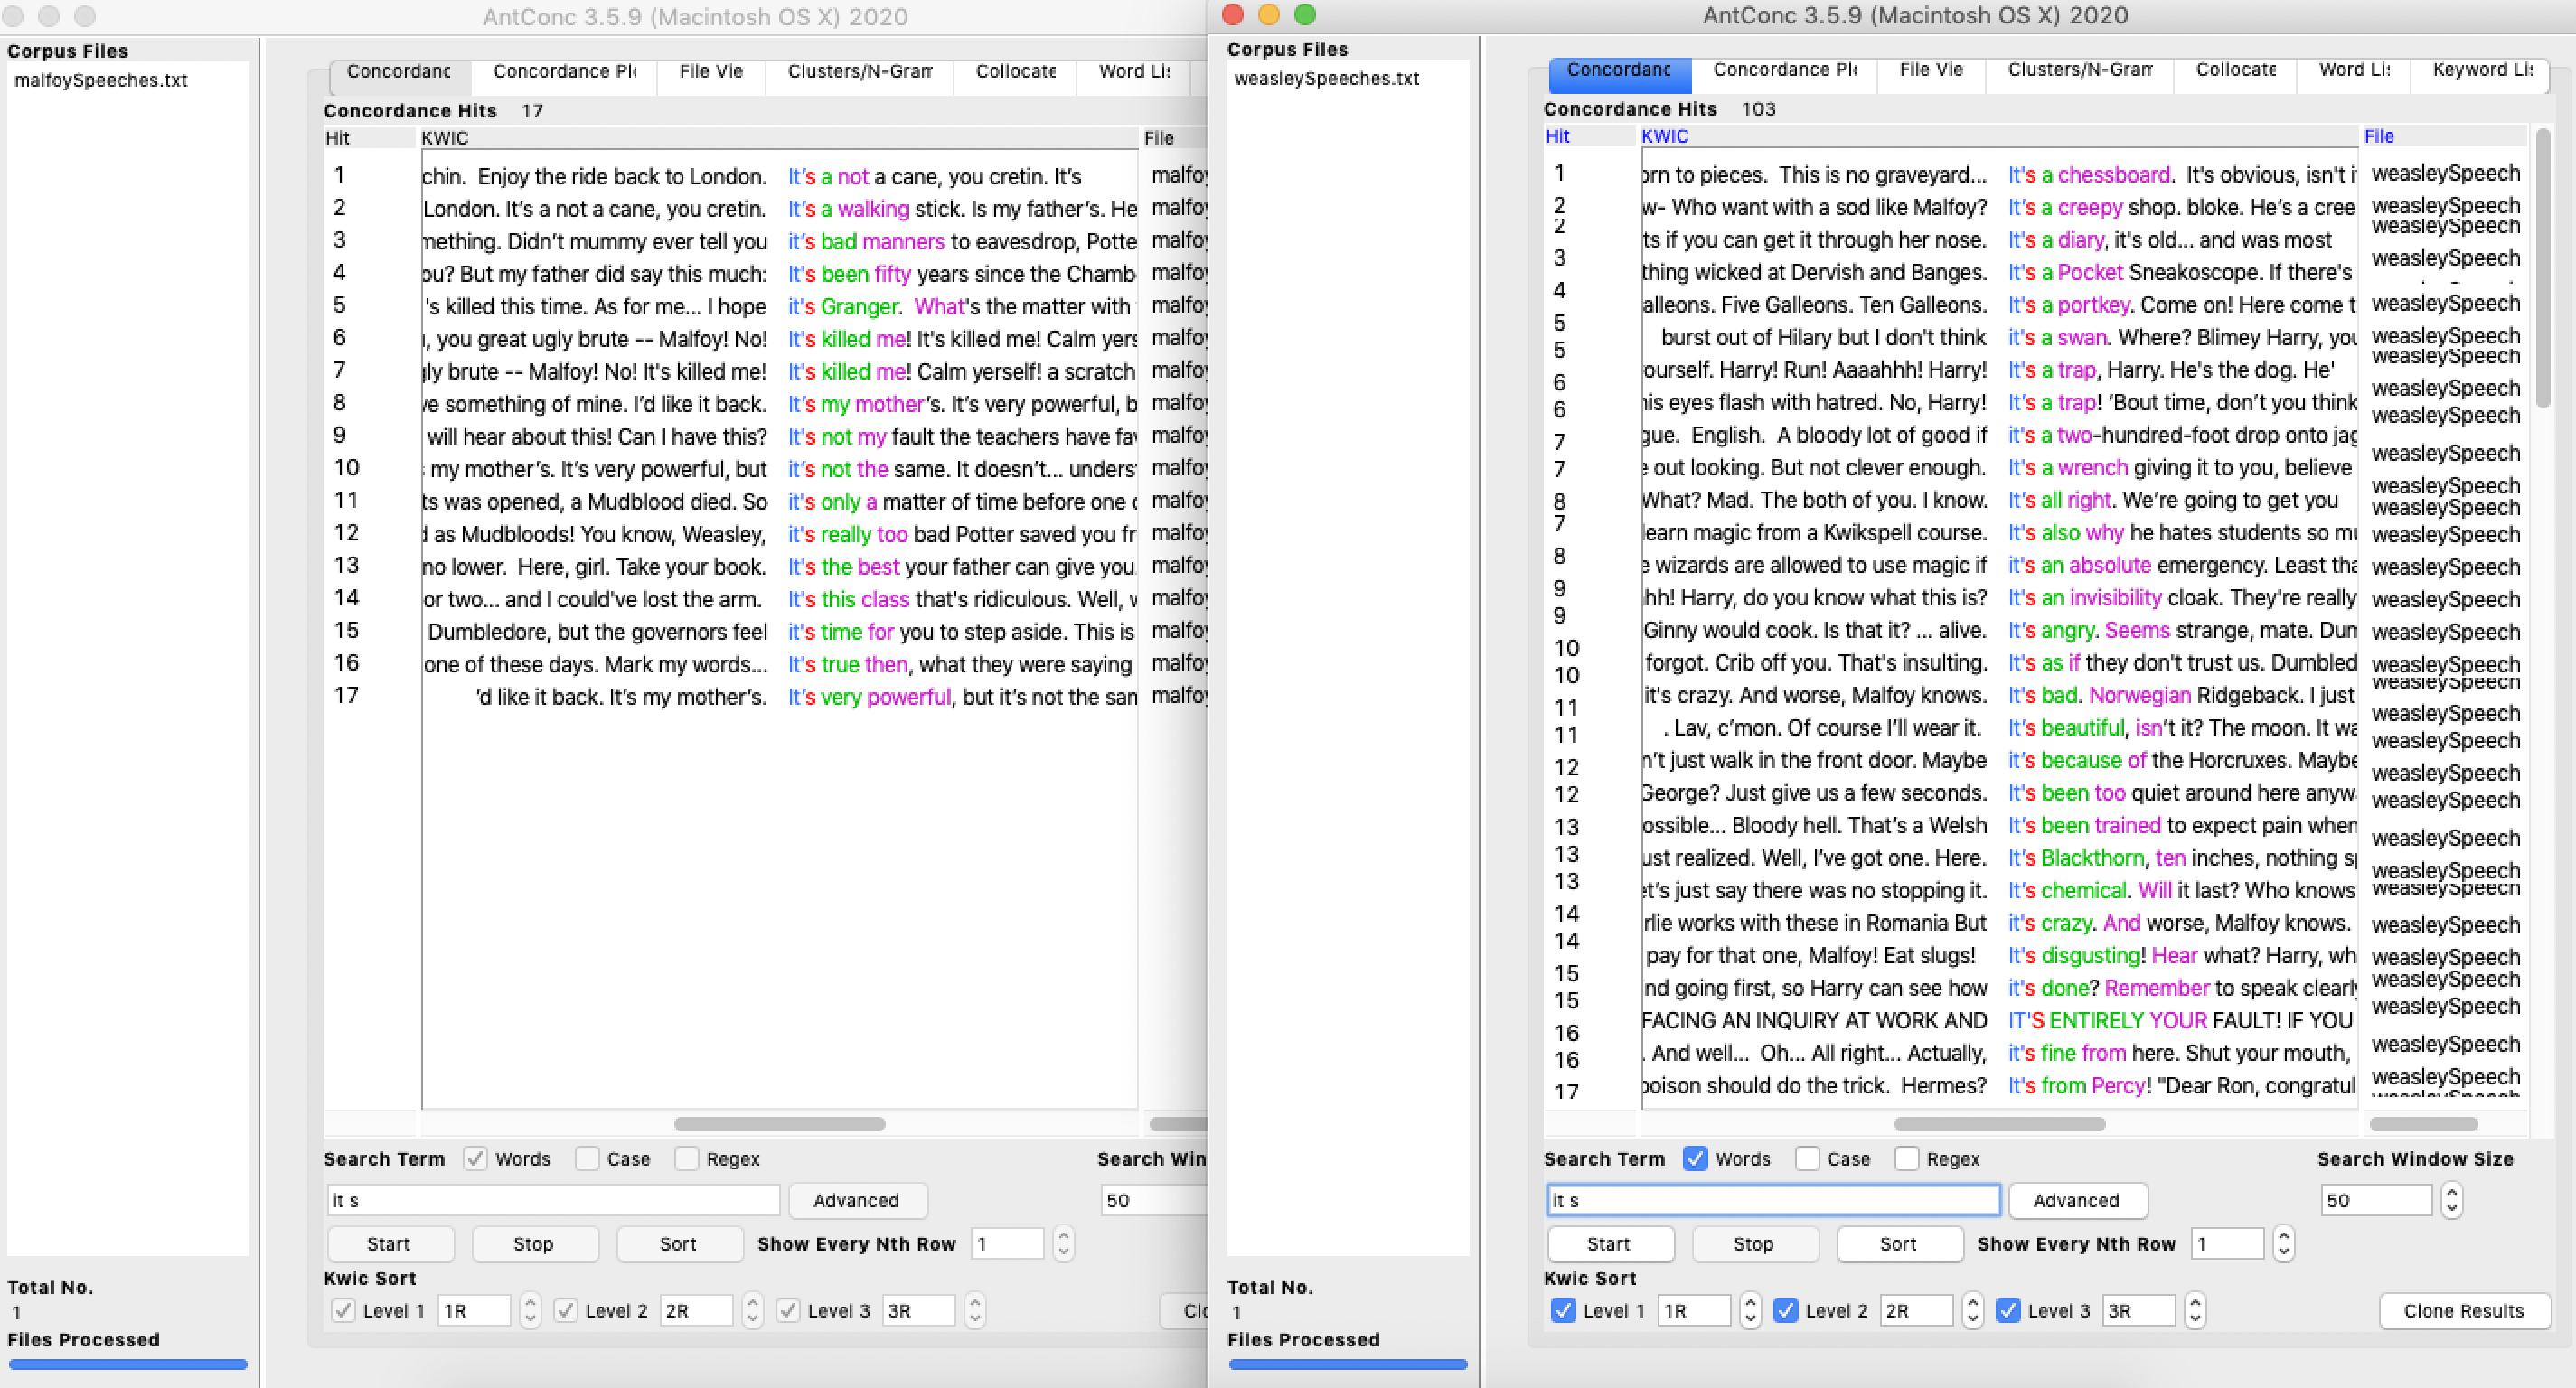 AntConc 3.5.9 (Macintosh OS X) 2020
Corpus Files
malfoySpeeches.txt
Concordanc Concordance Pl File Vie Clusters/N-Gram Collocate Word Li
Concordance Hits 17
Hit KWIC File
1 chin. Enjoy the ride back to London. It’s a not a cane, you cretin. It’s malfo
2 London. It’s a not a cane, you cretin. It’s a walking stick. Is my father’s. He malfo
3 mething. Didn’t mummy ever tell you it’s bad manners to eavesdrop, Potte malfo
4 ou? But my father did say this much: It's been fifty years since the Chamb malfo
5 's killed this time. As for me... I hope it's Granger. What's the matter with malfo
6 , you great ugly brute -- Malfoy! No! It's killed me! It's killed me! Calm yers malfo
7 ly brute -- Malfoy! No! It's killed me! It's killed me! Calm yerself! a scratch malfo
8 ve something of mine. I’d like it back. It’s my mother’s. It’s very powerful, b malfo
9 will hear about this! Can I have this? It's not my fault the teachers have fa malfo
10 my mother’s. It’s very powerful, but it’s not the same. It doesn’t... unders malfo
11 ts was opened, a Mudblood died. So it's only a matter of time before one malfo
12 d as Mudbloods! You know, Weasley, it's really too bad Potter saved you fr malfo
13 no lower. Here, girl. Take your book. It's the best your father can give you. malfo
14 or two... and I could've lost the arm. It's this class that's ridiculous. Well, malfo
15 Dumbledore, but the governors feel it's time for you to step aside. This is malfo
16 one of these days. Mark my words... It's true then, what they were saying malfo
17 ’d like it back. It’s my mother’s. It’s very powerful, but it’s not the san malfo
Search Term Words Case Regex Search Win
it s Advanced 50
Start Stop Sort Show Every Nth Row 1
Kwic Sort
Level 1 1R Level 2 2R Level 3 3R Clo
Total No.
1
Files Processed
AntConc 3.5.9 (Macintosh OS X) 2020
Corpus Files
weasleySpeeches.txt
Concordanc Concordance Pl File Vie Clusters/N-Gram Collocate Word Li Keyword Li
Concordance Hits 103
Hit KWIC File
1 orn to pieces. This is no graveyard... It's a chessboard. It's obvious, isn't i weasleySpeech
2 w- Who want with a sod like Malfoy? It’s a creepy shop. bloke. He’s a cree weasleySpeech
2 ts if you can get it through her nose. It's a diary, it's old... and was most weasleySpeech
3 thing wicked at Dervish and Banges. It's a Pocket Sneakoscope. If there's weasleySpeech
4 alleons. Five Galleons. Ten Galleons. It's a portkey. Come on! Here come t weasleySpeech
5 burst out of Hilary but I don't think it's a swan. Where? Blimey Harry, you weasleySpeech
5 ourself. Harry! Run! Aaaahhh! Harry! It's a trap, Harry. He's the dog. He' weasleySpeech
6 his eyes flash with hatred. No, Harry! It’s a trap! ‘Bout time, don’t you think weasleySpeech
6 gue. English. A bloody lot of good if it's a two-hundred-foot drop onto jag weasleySpeech
7 out looking. But not clever enough. It's a wrench giving it to you, believe weasleySpeech
7 What? Mad. The both of you. I know. It’s all right. We’re going to get you weasleySpeech
8 learn magic from a Kwikspell course. It's also why he hates students so mu weasleySpeech
7 e wizards are allowed to use magic if it's an absolute emergency. Least tha weasleySpeech
8 hh! Harry, do you know what this is? It's an invisibility cloak. They're really weasleySpeech
9 Ginny would cook. Is that it? ... alive. It’s angry. Seems strange, mate. Dum weasleySpeech
9 forgot. Crib off you. That's insulting. It's as if they don't trust us. Dumbled weasleySpeech
10 it's crazy. And worse, Malfoy knows. It's bad. Norwegian Ridgeback. I just weasleySpeech
10 . Lav, c’mon. Of course I’ll wear it. It’s beautiful, isn’t it? The moon. It wa weasleySpeech
11 n’t just walk in the front door. Maybe it’s because of the Horcruxes. Maybe weasleySpeech
11 George? Just give us a few seconds. It's been too quiet around here anyw weasleySpeech
12 ossible... Bloody hell. That’s a Welsh It’s been trained to expect pain when weasleySpeech
12 ust realized. Well, I’ve got one. Here. It’s Blackthorn, ten inches, nothing s weasleySpeech
13 et’s just say there was no stopping it. It’s chemical. Will it last? Who knows weasleySpeech
13 rlie works with these in Romania But it's crazy. And worse, Malfoy knows. weasleySpeech
13 pay for that one, Malfoy! Eat slugs! It's disgusting! Hear what? Harry, wh weasleySpeech
14 nd going first, so Harry can see how it's done? Remember to speak clearly weasleySpeech
14 FACING AN INQUIRY AT WORK AND IT'S ENTIRELY YOUR FAULT! IF YOU weasleySpeech
15 . And well... Oh... All right... Actually, it's fine from here. Shut your mouth, weasleySpeech
15 poison should do the trick. Hermes? It's from Percy! "Dear Ron, congratul weasleySpeech
16
16
17
Search Term Words Case Regex Search Window Size
it s Advanced 50
Start Stop Sort Show Every Nth Row 1
Kwic Sort
Level 1 1R Level 2 2R Level 3 3R Clone Results
Total No.
1
Files Processed